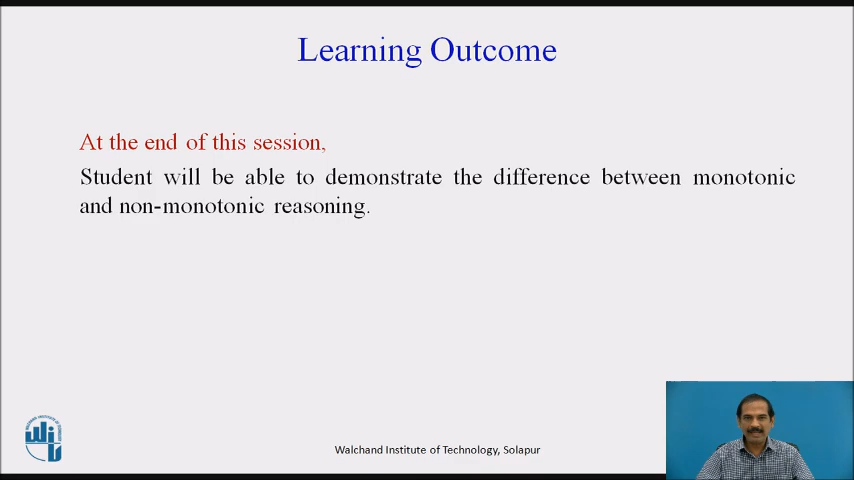 Learning Outcome
At the end of this session,
Student will be able to demonstrate the difference between monotonic
and non-monotonic reasoning.
Walchand Institute of Technology, Solapur